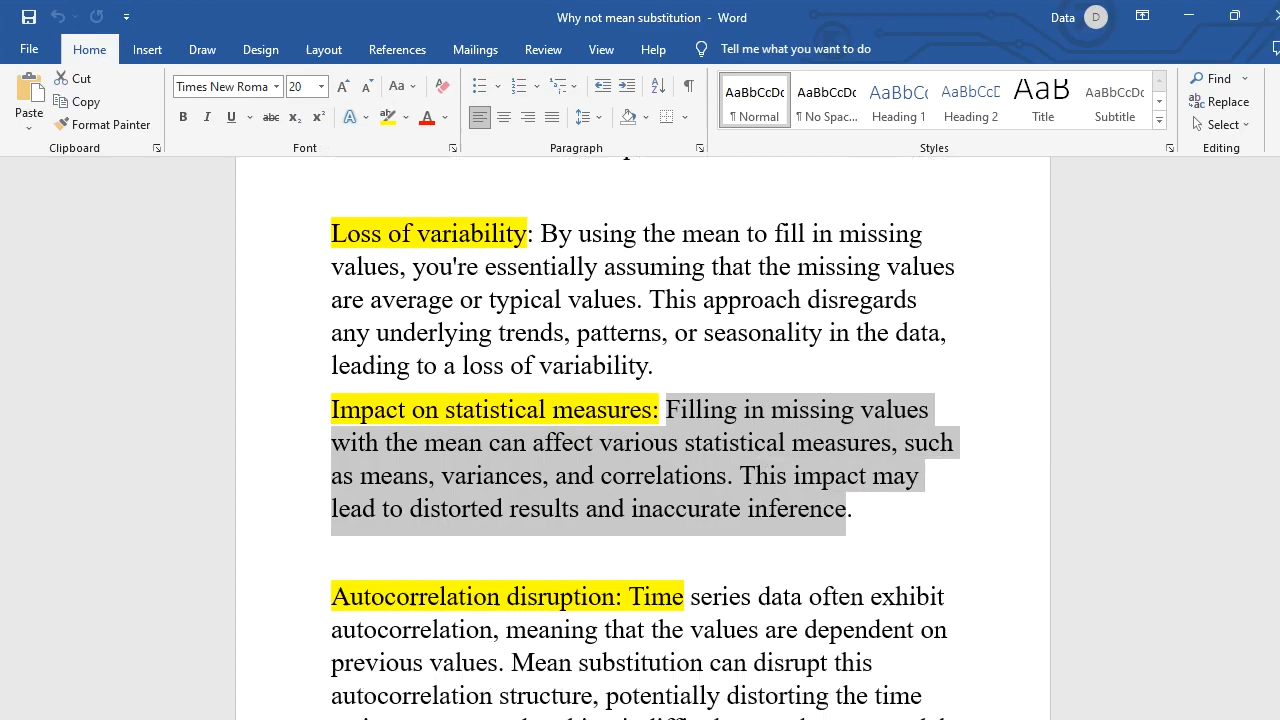 Why not mean substitution - Word
Data D
File Home Insert Draw Design Layout References Mailings Review View Help Tell me what you want to do
Paste Cut
Copy
Format Painter
Clipboard
Times New Roma 20 A A Aa
B I U abc x₂ x² A ab A
Font
Paragraph
AaBbCcDc AaBbCcDc AaBbCc AaBbCcD AaB AaBbCcDc
¶ Normal ¶ No Spac... Heading 1 Heading 2 Title Subtitle
Styles
Find
Replace
Select
Editing
Loss of variability: By using the mean to fill in missing
values, you're essentially assuming that the missing values
are average or typical values. This approach disregards
any underlying trends, patterns, or seasonality in the data,
leading to a loss of variability.
Impact on statistical measures: Filling in missing values
with the mean can affect various statistical measures, such
as means, variances, and correlations. This impact may
lead to distorted results and inaccurate inference.
Autocorrelation disruption: Time series data often exhibit
autocorrelation, meaning that the values are dependent on
previous values. Mean substitution can disrupt this
autocorrelation structure, potentially distorting the time